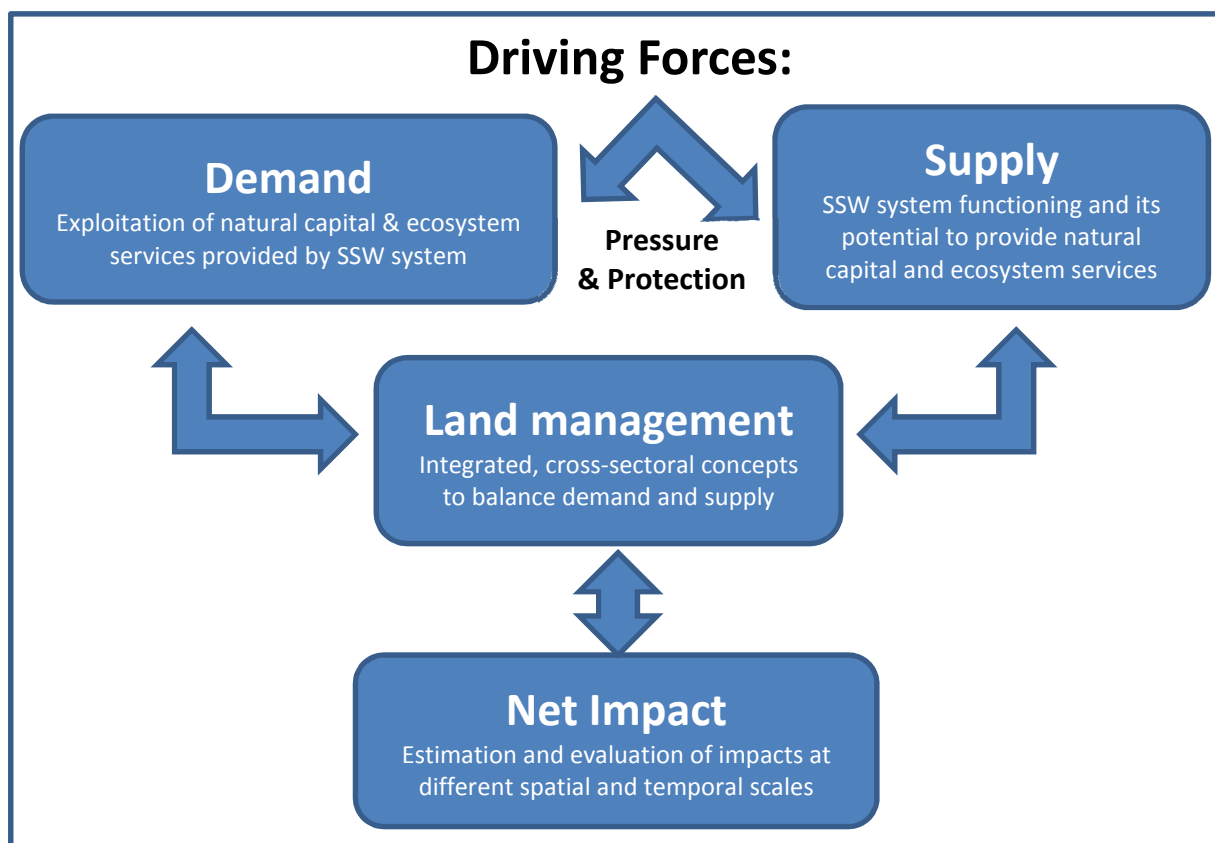 Driving Forces:
Demand
Exploitation of natural capital & ecosystem
services provided by SSW system
Pressure
& Protection
Supply
SSW system functioning and its
potential to provide natural
capital and ecosystem services
Land management
Integrated, cross-sectoral concepts
to balance demand and supply
Net Impact
Estimation and evaluation of impacts at
different spatial and temporal scales